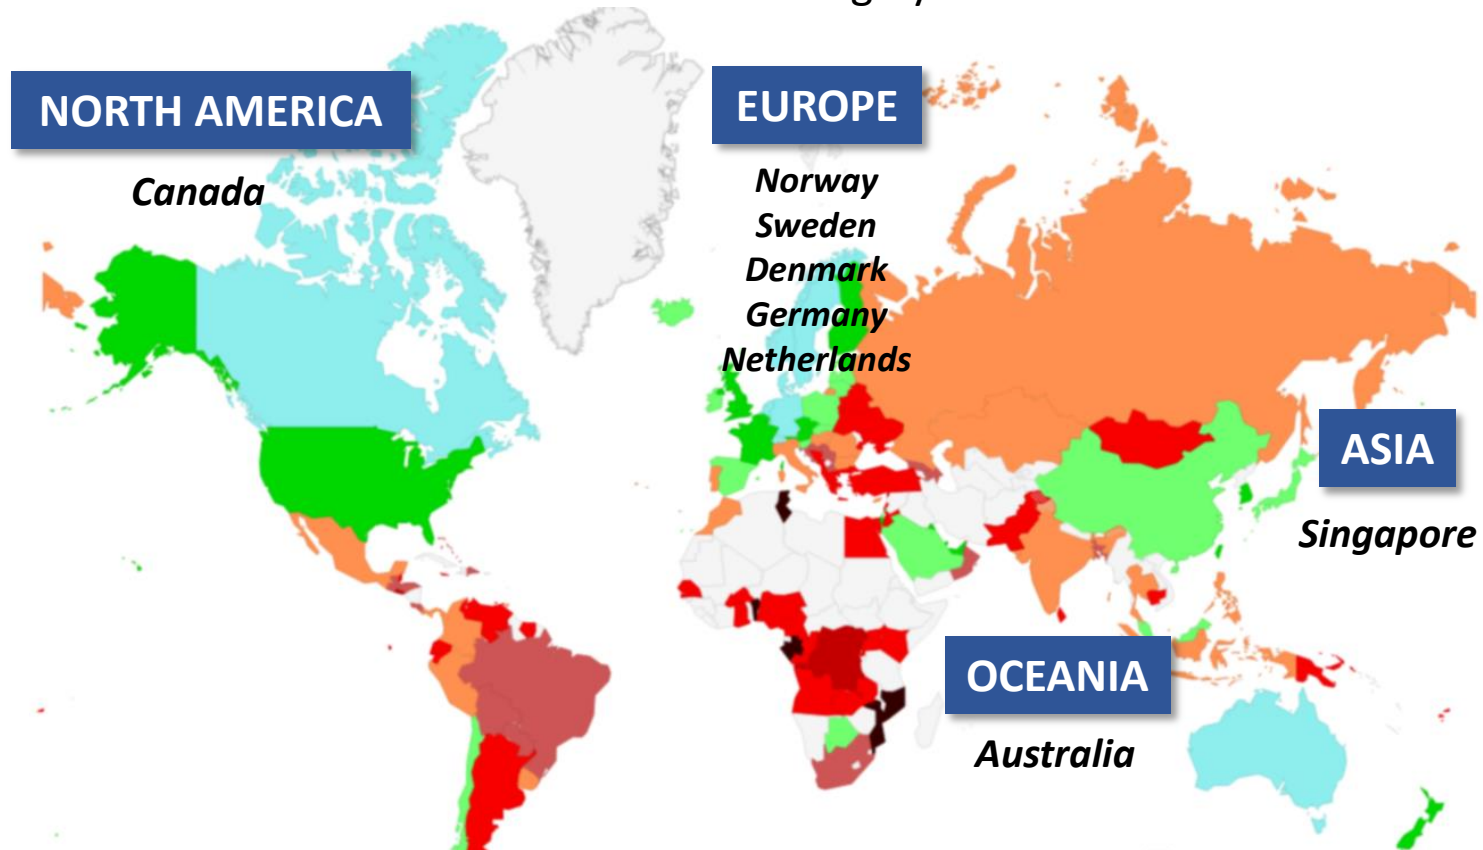 NORTH AMERICA
Canada
EUROPE
Norway
Sweden
Denmark
Germany
Netherlands
ASIA
Singapore
OCEANIA
Australia